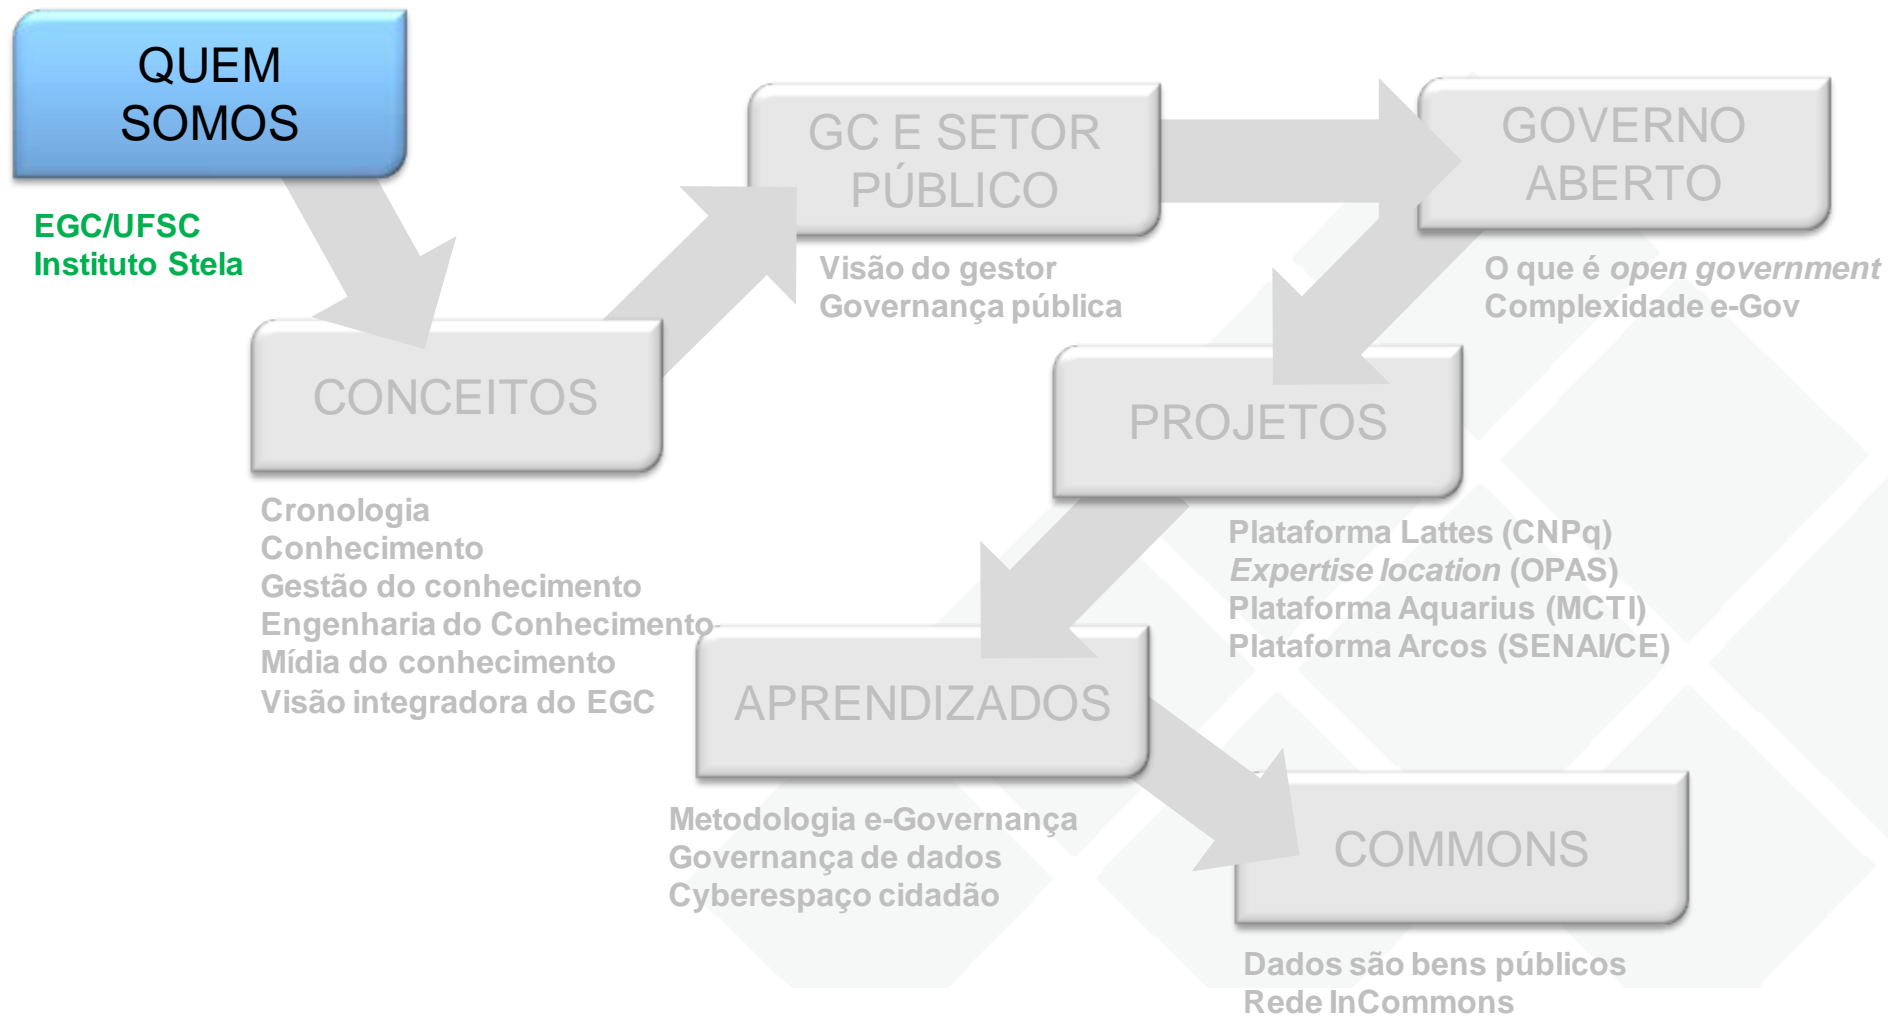 QUEM
SOMOS
EGC/UFSC
Instituto Stela
CONCEITOS
Cronologia
Conhecimento
Gestão do conhecimento
Engenharia do Conhecimento
Mídia do conhecimento
Visão integradora do EGC
GC E SETOR
PÚBLICO
Visão do gestor
Governança pública
GOVERNO
ABERTO
O que é open government
Complexidade e-Gov
PROJETOS
Plataforma Lattes (CNPq)
Expertise location (OPAS)
Plataforma Aquarius (MCTI)
Plataforma Arcos (SENAI/CE)
APRENDIZADOS
Metodologia e-Governança
Governança de dados
Cyberespaço cidadão
COMMONS
Dados são bens públicos
Rede InCommons